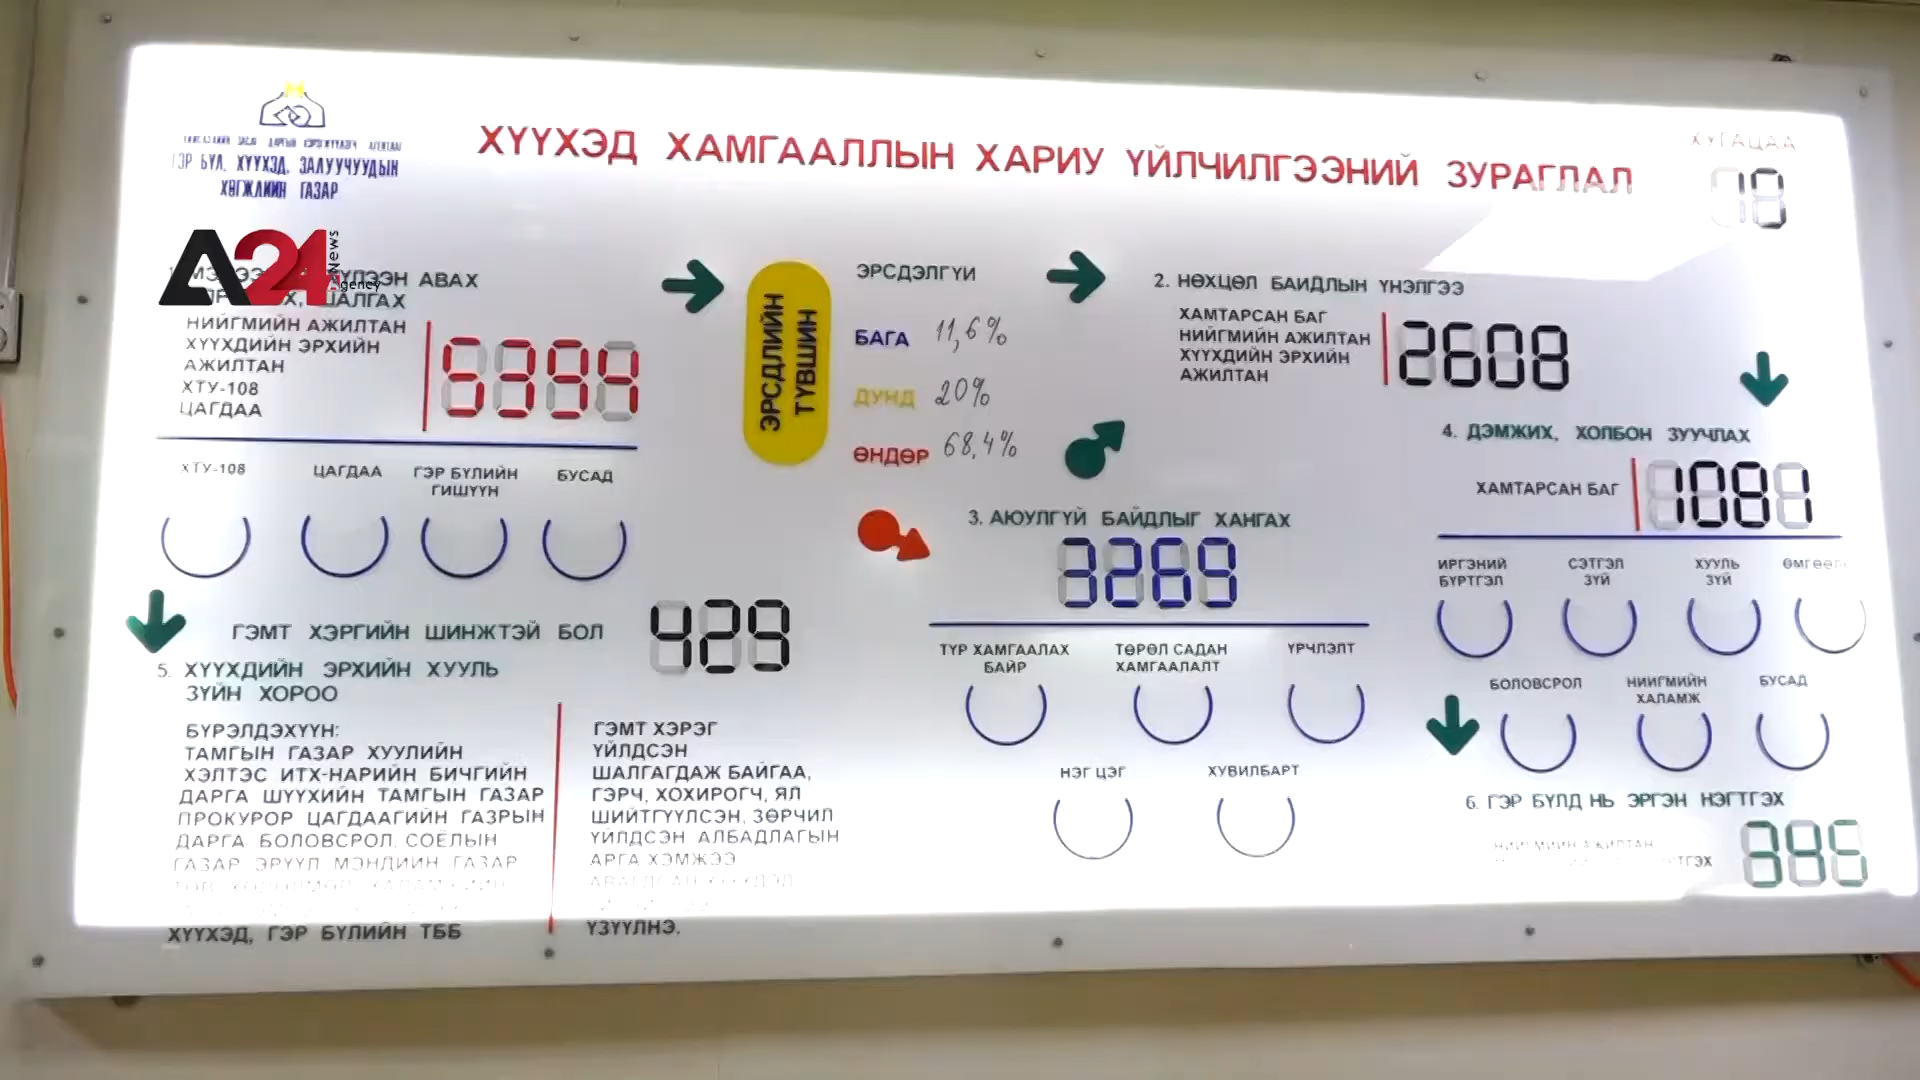 ГЭР БҮЛ, ХҮҮХЭД, ЗАЛУУЧУУДЫН
ХӨГЖЛИЙН ГАЗАР
ХҮҮХЭД ХАМГААЛЛЫН ХАРИУ ҮЙЛЧИЛГЭЭНИЙ ЗУРАГЛАЛ
ХУГАЦАА
10
A24 News Agency
АВАХ
ШАЛГАХ
НИЙГМИЙН АЖИЛТАН
ХҮҮХДИЙН ЭРХИЙН
АЖИЛТАН
ХТУ-108
ЦАГДАА
5394
ХТУ-108
ЦАГДАА
ГЭР БҮЛИЙН
ГИШҮҮН
БУСАД
ЭРСДЛИЙН
ТҮВШИН
ЭРСДЭЛГҮИ
БАГА 11,6%
ДУНД 20%
ӨНДӨР 68,4%
2. НӨХЦӨЛ БАИДЛЫН ҮНЭЛГЭЭ
ХАМТАРСАН БАГ
НИЙГМИЙН АЖИЛТАН
ХҮҮХДИЙН ЭРХИЙН
АЖИЛТАН
2608
3. АЮУЛГҮЙ БАЙДЛЫГ ХАНГАХ
3269
ТҮР ХАМГААЛАХ
БАЙР
ТӨРӨЛ САДАН
ХАМГААЛАЛТ
ҮРЧЛЭЛТ
НЭГ ЦЭГ
ХУВИЛБАРТ
4. ДЭМЖИХ, ХОЛБОН ЗУУЧЛАХ
ХАМТАРСАН БАГ
1081
ИРГЭНИЙ
БҮРТГЭЛ
СЭТГЭЛ
ЗҮЙ
ХУУЛЬ
ЗҮЙ
БОЛОВСРОЛ
НИИГМИЙН
ХАЛАМЖ
БУСАД
ГЭМТ ХЭРГИЙН ШИНЖТЭЙ БОЛ
429
5. ХҮҮХДИЙН ЭРХИЙН ХУУЛЬ
ЗҮЙН ХОРОО
БҮРЭЛДЭХҮҮН:
ТАМГЫН ГАЗАР ХУУЛИЙН
ХЭЛТЭС ИТХ-НАРИЙН БИЧГИЙН
ДАРГА ШҮҮХИЙН ТАМГЫН ГАЗАР
ПРОКУРОР ЦАГДААГИЙН ГАЗРЫН
ДАРГА БОЛОВСРОЛ, СОЁЛЫН
ГАЗАР ЭРҮҮЛ МЭНДИЙН ГАЗАР
ХҮҮХЭД, ГЭР БҮЛИЙН ТББ
ГЭМТ ХЭРЭГ
ҮЙЛДСЭН
ШАЛГАГДАЖ БАЙГАА,
ГЭРЧ, ХОХИРОГЧ, ЯЛ
ШИЙТГҮҮЛСЭН, ЗӨРЧИЛ
ҮЙЛДСЭН АЛБАДЛАГЫН
АРГА ХЭМЖЭЭ
ҮЗҮҮЛНЭ.
6. ГЭР БҮЛД НЬ ЭРГЭН НЭГТГЭХ
НИЙГМИЙН АЖИЛТАН
345